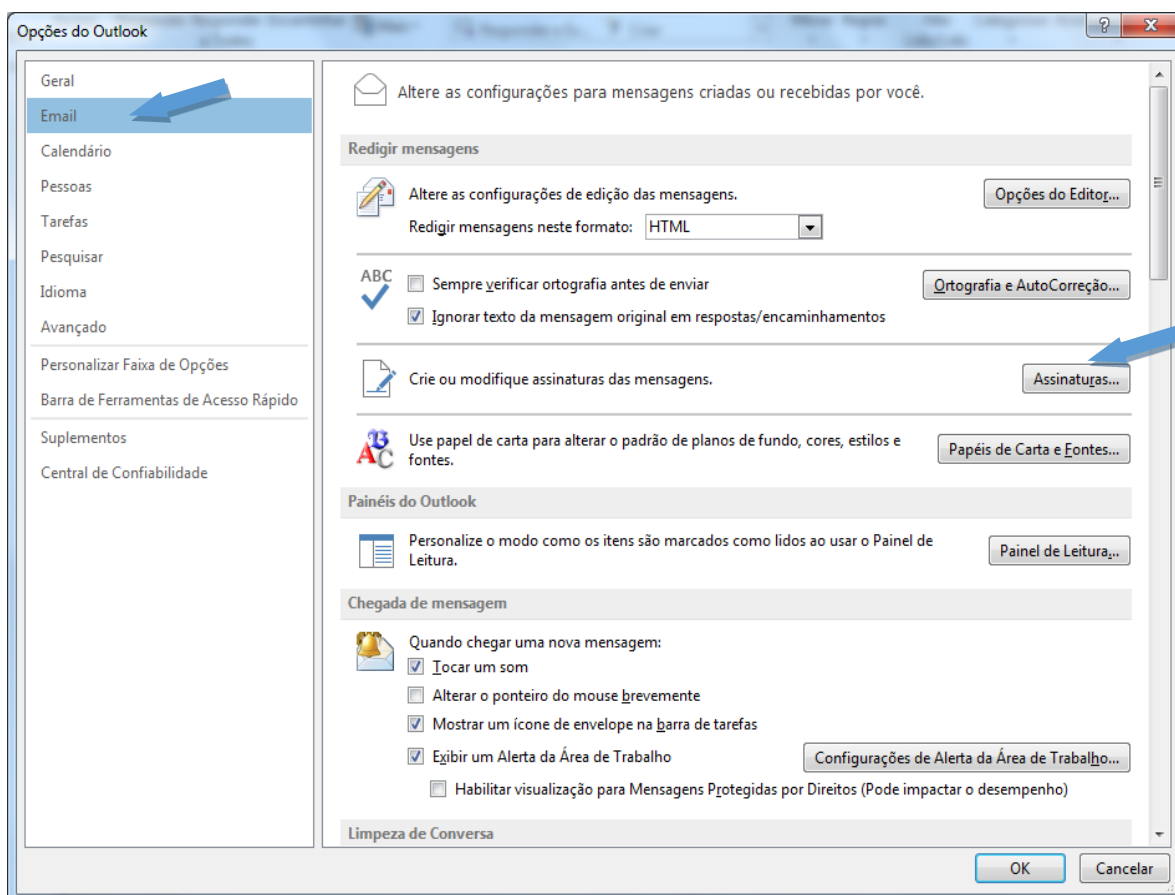 Opções do Outlook
Geral
Email
Calendário
Pessoas
Tarefas
Pesquisar
Idioma
Avançado
Personalizar Faixa de Opções
Barra de Ferramentas de Acesso Rápido
Suplementos
Central de Confiabilidade
Altere as configurações para mensagens criadas ou recebidas por você.
Redigir mensagens
Altere as configurações de edição das mensagens.
Opções do Editor...
Redigir mensagens neste formato: HTML
ABC
Sempre verificar ortografia antes de enviar
Ortografia e AutoCorreção...
Ignorar texto da mensagem original em respostas/encaminhamentos
Crie ou modifique assinaturas das mensagens.
Assinaturas...
Use papel de carta para alterar o padrão de planos de fundo, cores, estilos e
fontes.
Papéis de Carta e Fontes...
Painéis do Outlook
Personalize o modo como os itens são marcados como lidos ao usar o Painel de
Leitura.
Painel de Leitura...
Chegada de mensagem
Quando chegar uma nova mensagem:
Tocar um som
Alterar o ponteiro do mouse brevemente
Mostrar um ícone de envelope na barra de tarefas
Exibir um Alerta da Área de Trabalho
Configurações de Alerta da Área de Trabalho...
Habilitar visualização para Mensagens Protegidas por Direitos (Pode impactar o desempenho)
Limpeza de Conversa
OK
Cancelar